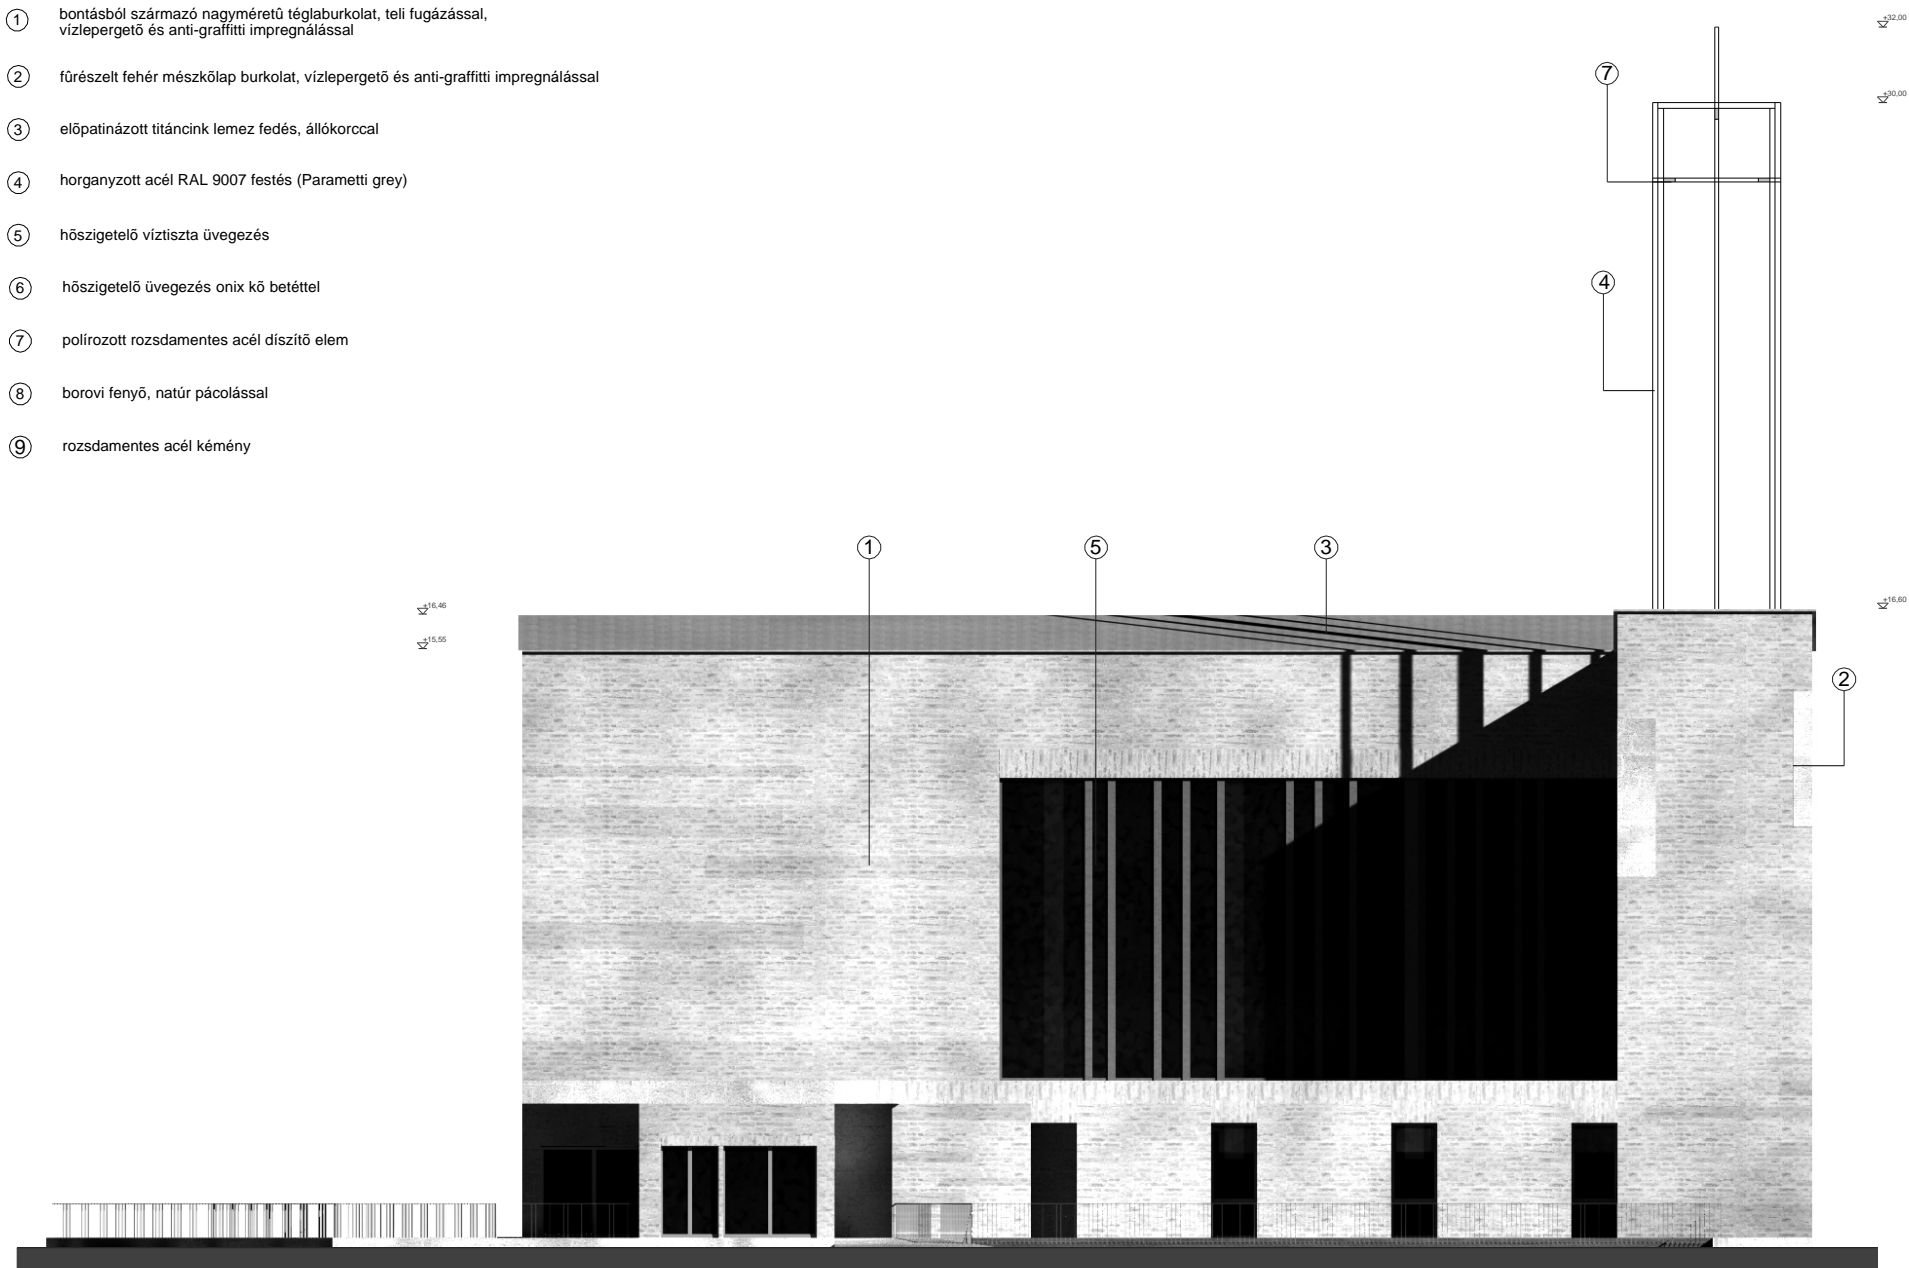 1 bontásból származó nagyméretû téglaburkolat, teli fugázással,
vízlepergetõ és anti-graffitti impregnálással
2 fûrészelt fehér mészkõlap burkolat, vízlepergetõ és anti-graffitti impregnálással
3 elõpatinázott titáncink lemez fedés, állókorccal
4 horganyzott acél RAL 9007 festés (Parametti grey)
5 hõszigetelõ víztiszta üvegezés
6 hõszigetelõ üvegezés onix kõ betéttel
7 polírozott rozsdamentes acél díszítõ elem
8 borovi fenyõ, natúr pácolással
9 rozsdamentes acél kémény
+32,00
7
+30,00
4
1
5
3
+16,46
+16,60
+15,55
2